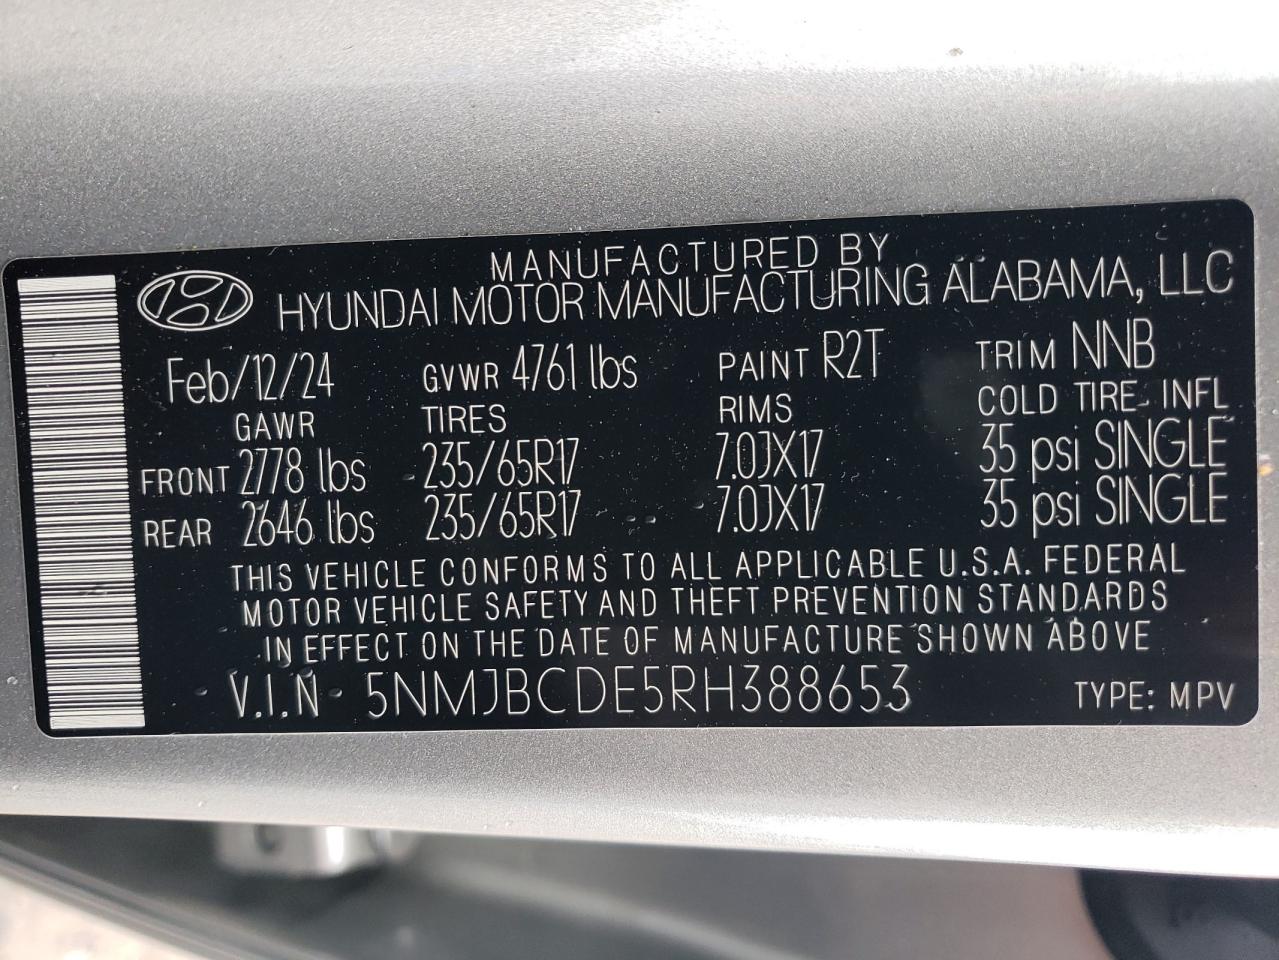 MANUFACTURED BY
HYUNDAI MOTOR MANUFACTURING ALABAMA, LLC
Feb/12/24 GVWR 4761 lbs PAINT R2T TRIM NNB
GAWR TIRES RIMS COLD TIRE INFL
FRONT 2778 lbs 235/65R17 7.0JX17 35 psi SINGLE
REAR 2646 lbs 235/65R17 7.0JX17 35 psi SINGLE
THIS VEHICLE CONFORMS TO ALL APPLICABLE U.S.A. FEDERAL
MOTOR VEHICLE SAFETY AND THEFT PREVENTION STANDARDS
IN EFFECT ON THE DATE OF MANUFACTURE SHOWN ABOVE
V.I.N 5NMJBCDE5RH388653 TYPE: MPV